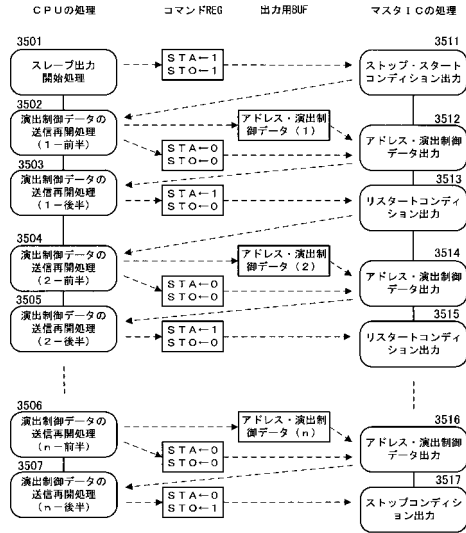 CPUの処理
コマンドREG
出力用BUF
マスタICの処理
3501
スレーブ出力
開始処理
STA←1
STO←1
3511
ストップ・スタート
コンディション出力
3502
演出制御データの
送信再開処理
(1-前半)
アドレス・演出制
御データ(1)
STA←0
STO←0
3512
アドレス・演出制御
データ出力
3503
演出制御データの
送信再開処理
(1-後半)
STA←1
STO←0
3513
リスタートコンディ
ション出力
3504
演出制御データの
送信再開処理
(2-前半)
アドレス・演出制
御データ(2)
STA←0
STO←0
3514
アドレス・演出制御
データ出力
3505
演出制御データの
送信再開処理
(2-後半)
STA←1
STO←0
3515
リスタートコンディ
ション出力
3506
演出制御データの
送信再開処理
(n-前半)
アドレス・演出制
御データ(n)
STA←0
STO←0
3516
アドレス・演出制御
データ出力
3507
演出制御データの
送信再開処理
(n-後半)
STA←0
STO←1
3517
ストップコンディシ
ョン出力